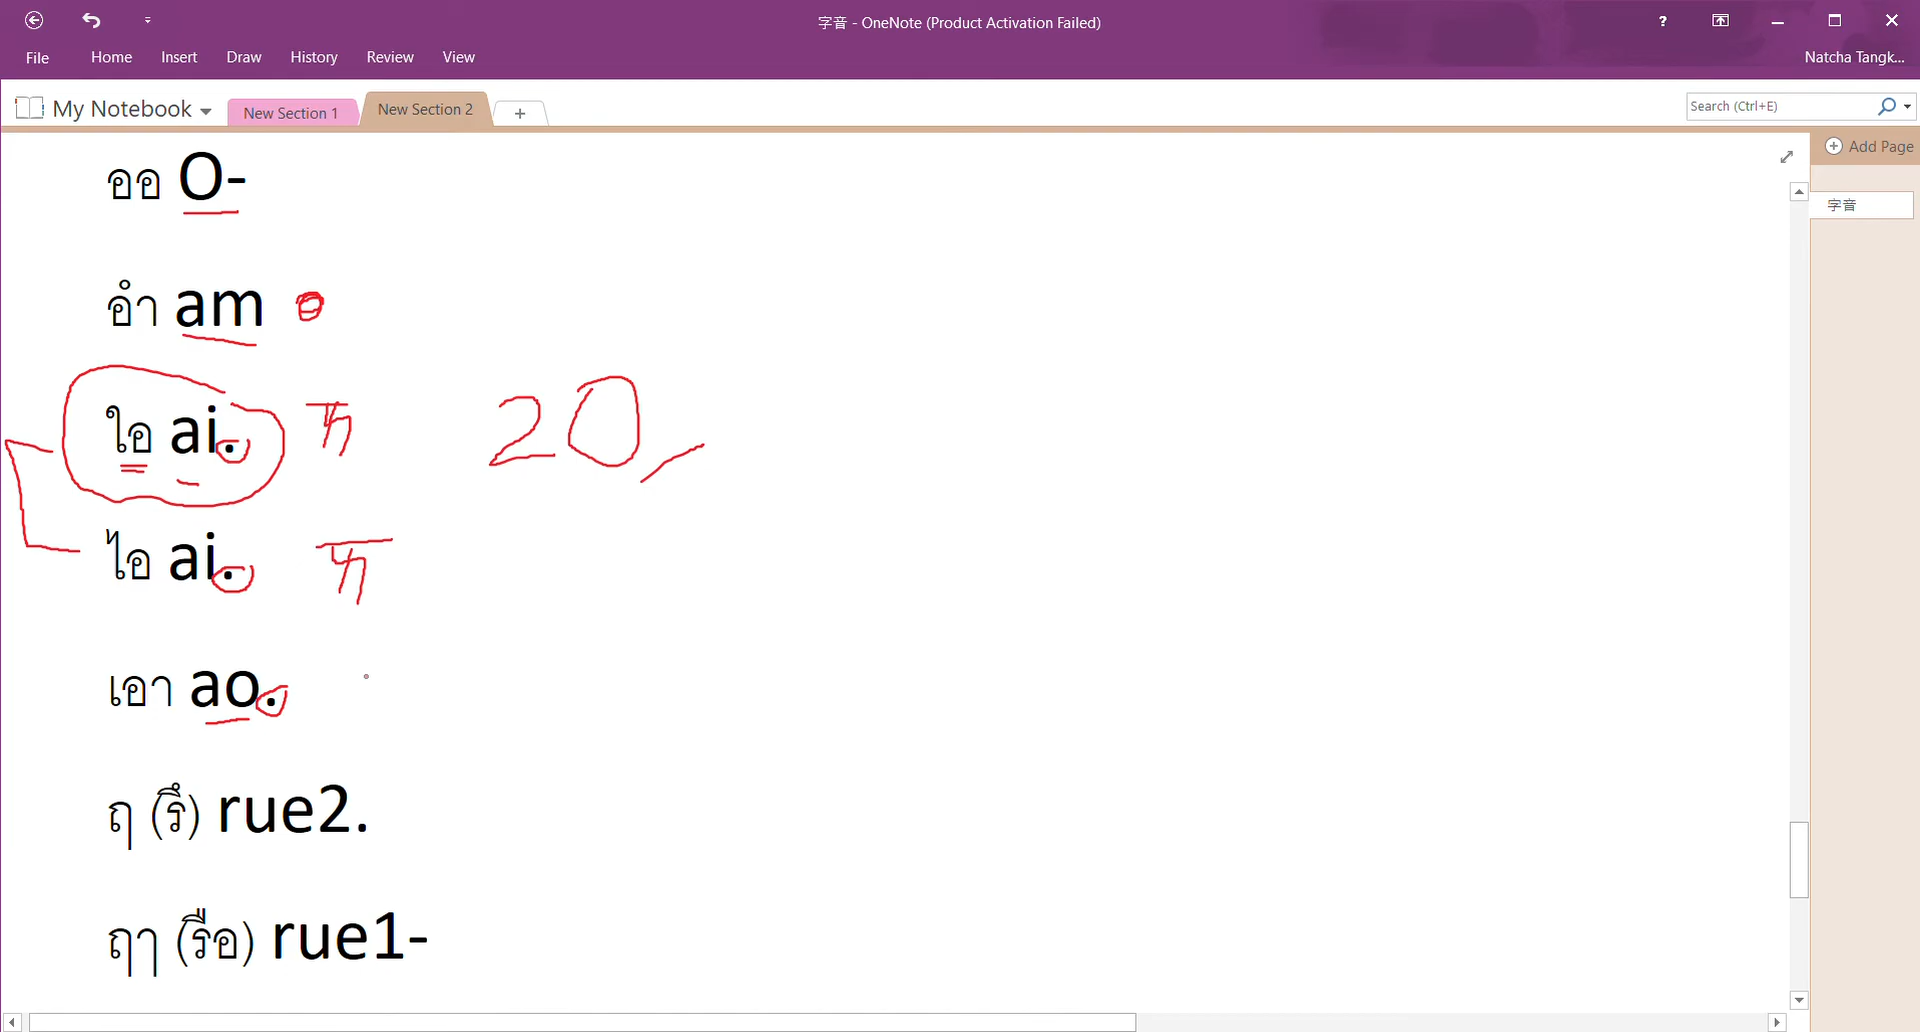 字音 - OneNote (Product Activation Failed)
?
File Home Insert Draw History Review View
Natcha Tangk...
My Notebook
New Section 1
New Section 2
Search (Ctrl+E)
Add Page
字音
ออ O-
อำ am
ใอ ai.
20
ไอ ai.
เอา ao.
ฤ (รึ) rue2.
ฤๅ (รือ) rue1-